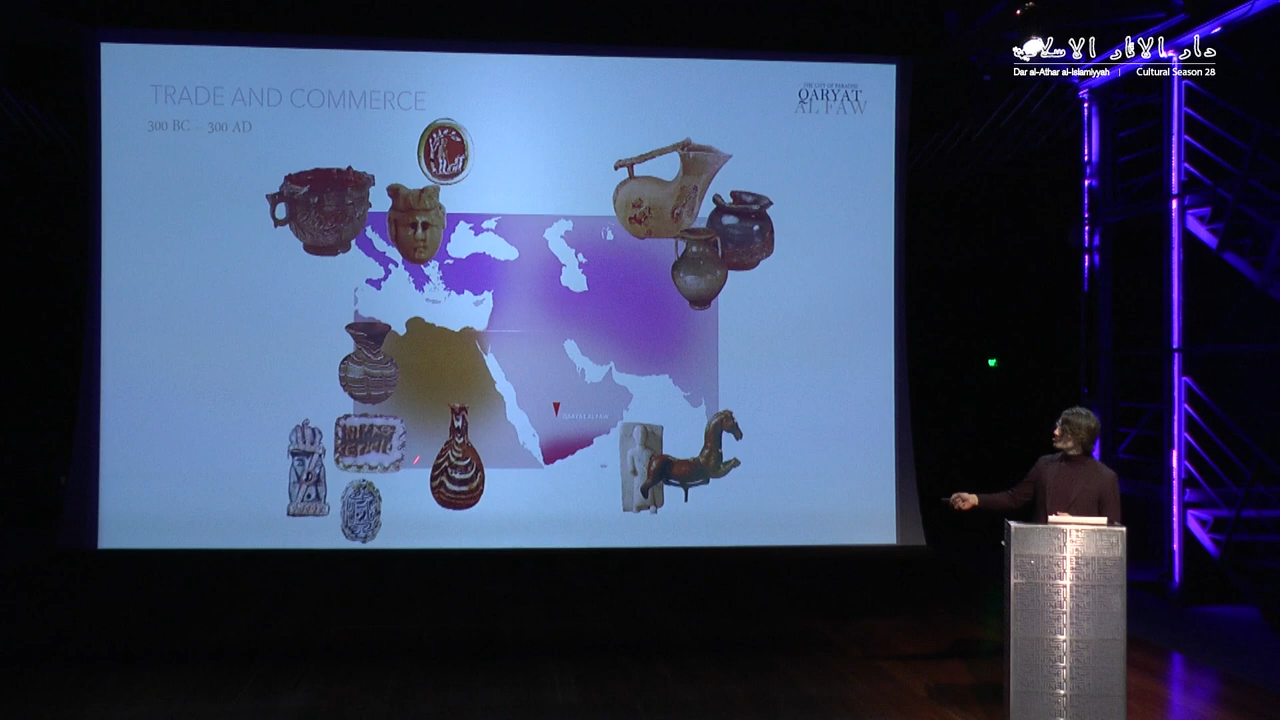 دار الآثار الإسلامية
Dar al-Athar al-Islamiyyah | Cultural Season 28
TRADE AND COMMERCE
300 BC - 300 AD
THE CITY OF PARADISE
QARYAT
AL FAW
QARYAT AL FAW